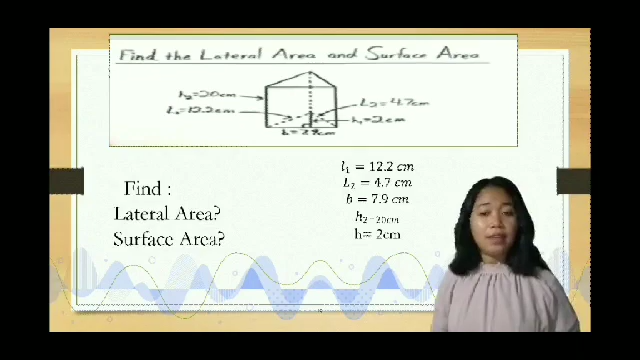 Find the Lateral Area and Surface Area
h₂=20cm
L₁=12.2cm
L₂=4.7cm
h₁=2cm
b=7.9cm
l₁ = 12.2 cm
L₂ = 4.7 cm
b = 7.9 cm
h₂₌₂₀cm
h= 2cm
Find :
Lateral Area?
Surface Area?